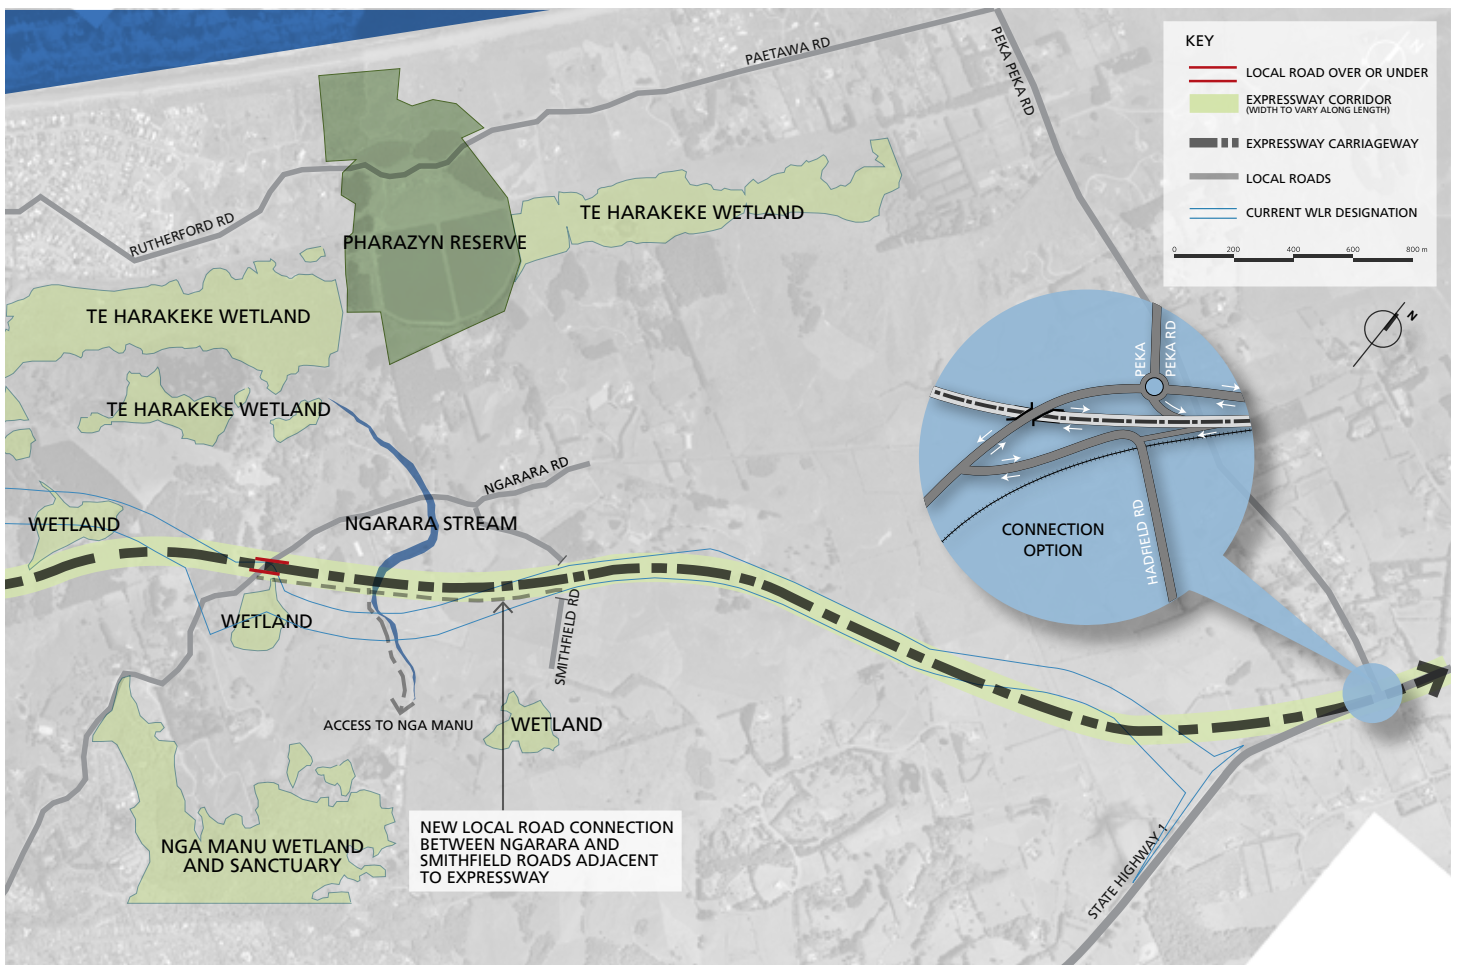 PAETAWA RD
PEKA PEKA RD
KEY
LOCAL ROAD OVER OR UNDER
EXPRESSWAY CORRIDOR
(WIDTH TO VARY ALONG LENGTH)
EXPRESSWAY CARRIAGEWAY
LOCAL ROADS
CURRENT WLR DESIGNATION
0 200 400 600 800 m
N
RUTHERFORD RD
PHARAZYN RESERVE
TE HARAKEKE WETLAND
TE HARAKEKE WETLAND
TE HARAKEKE WETLAND
NGARARA RD
NGARARA STREAM
WETLAND
WETLAND
SMITHFIELD RD
ACCESS TO NGA MANU
WETLAND
NGA MANU WETLAND
AND SANCTUARY
NEW LOCAL ROAD CONNECTION
BETWEEN NGARARA AND
SMITHFIELD ROADS ADJACENT
TO EXPRESSWAY
PEKA
PEKA RD
CONNECTION
OPTION
HADFIELD RD
STATE HIGHWAY 1